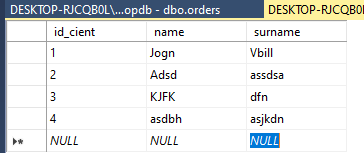 DESKTOP-RJCQB0L\...opdb - dbo.orders DESKTOP-RJCQB0L
id_cient name surname
1 Jogn Vbill
2 Adsd assdsa
3 KJFK dfn
4 asdbh asjkdn
NULL NULL NULL